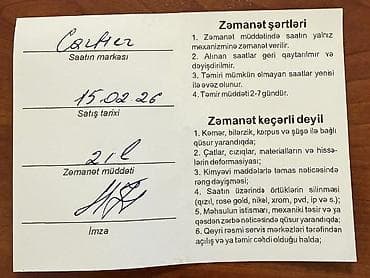 Cartier
Saatın markası
15.02.26
Satış tarixi
2 il
Zəmanət müddəti
İmza
Zəmanət şərtləri
1. Zəmanət müddətində saatın yalnız
mexanizminə zəmanət verilir.
2. Alınan saatlar geri qaytarılmır və
dəyişdirilmir.
3. Təmiri mümkün olmayan saatlar yenisi
ilə əvəz olunur.
4. Təmir müddəti 2-7 gündür.
Zəmanət keçərli deyil
1. Kəmər, bilərzik, korpus və şüşə ilə bağlı
qüsur yarandıqda;
2. Çatlar, cızıqlar, materialların və hissə-
lərin deformasiyası;
3. Kimyəvi maddələrlə təmas nəticəsində
rəng dəyişməsi;
4. Saatın üzərində örtüklərin silinməsi
(qızıl, rose gold, nikel, xrom, pvd, ip və s.);
5. Məhsulun istismarı, mexaniki təsir və ya
qəsdən zərbə nəticəsində qüsur yarandıqda;
6. Qeyri rəsmi servis mərkəzləri tərəfindən
açılış və ya təmir cəhdi olduğu halda;